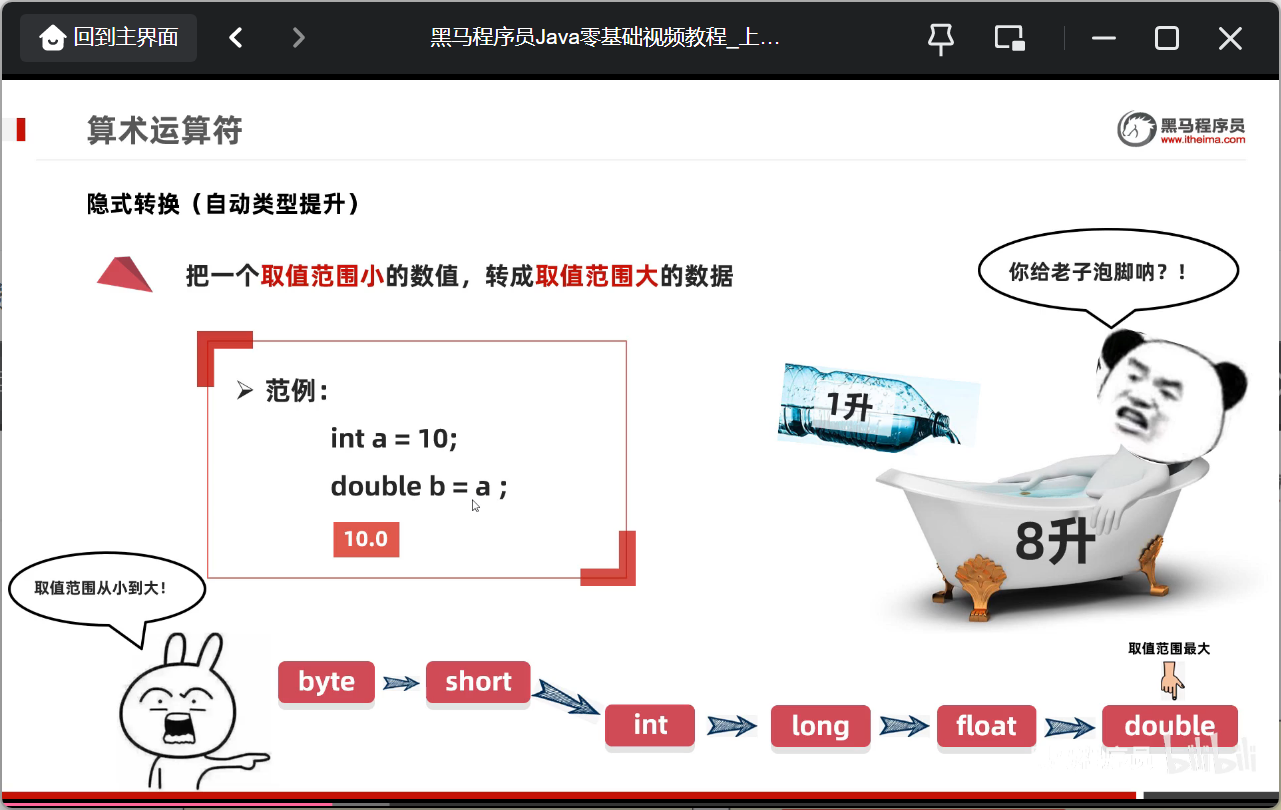 回到主界面
黑马程序员Java零基础视频教程_上…
算术运算符
黑马程序员
www.itheima.com
隐式转换（自动类型提升）
把一个取值范围小的数值，转成取值范围大的数据
你给老子泡脚呐？！
➢ 范例：
int a = 10;
double b = a ;
10.0
1升
8升
取值范围从小到大！
取值范围最大
byte
short
int
long
float
double
bilibili